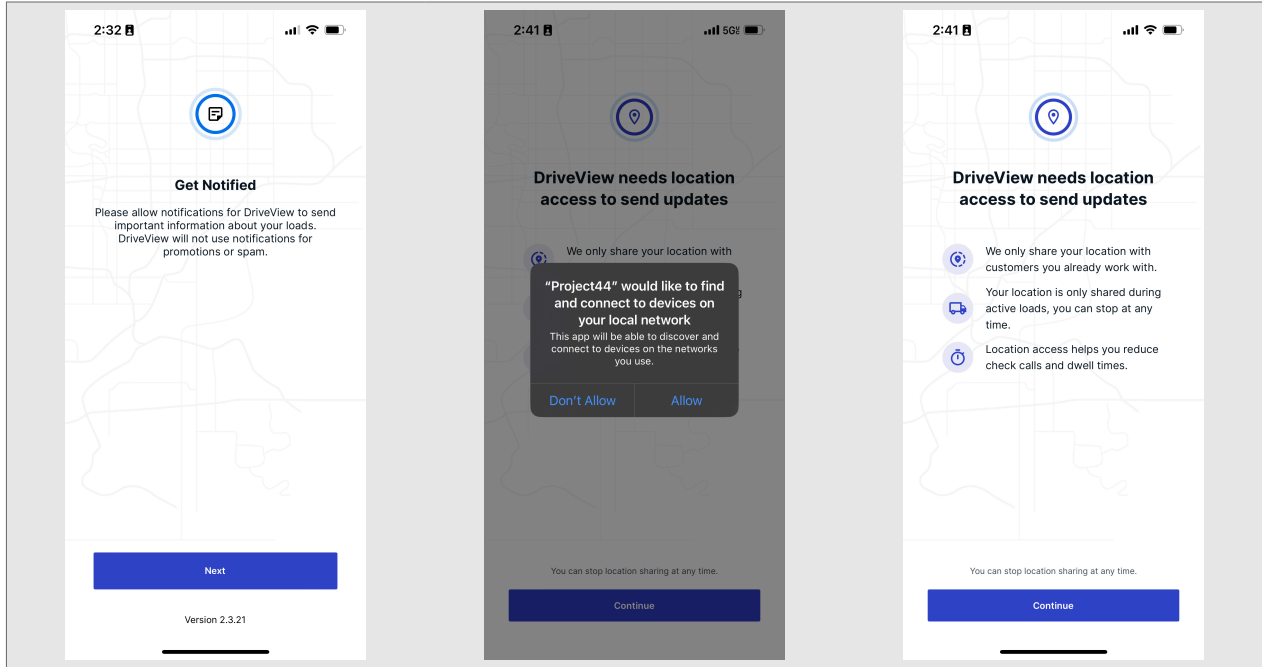 2:32
Get Notified
Please allow notifications for DriveView to send
important information about your loads.
DriveView will not use notifications for
promotions or spam.
Next
Version 2.3.21
2:41
5G
DriveView needs location
access to send updates
We only share your location with
"Project44" would like to find
and connect to devices on
your local network
This app will be able to discover and
connect to devices on the networks
you use.
Don't Allow
Allow
You can stop location sharing at any time.
Continue
2:41
DriveView needs location
access to send updates
We only share your location with
customers you already work with.
Your location is only shared during
active loads, you can stop at any
time.
Location access helps you reduce
check calls and dwell times.
You can stop location sharing at any time.
Continue